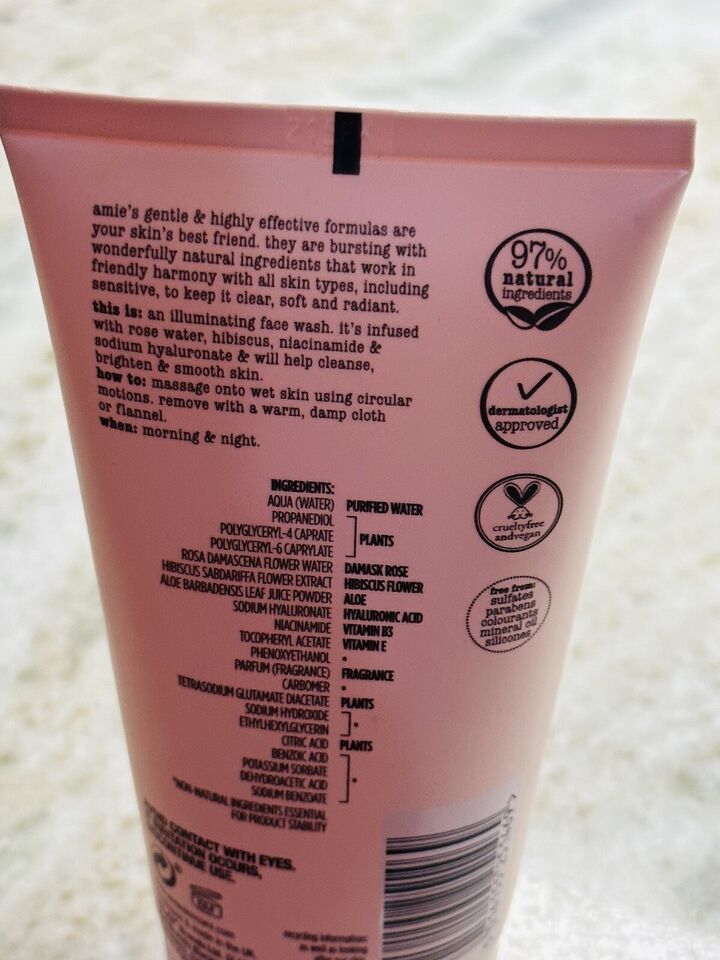 amie's gentle & highly effective formulas are
your skin's best friend. they are bursting with
wonderfully natural ingredients that work in
friendly harmony with all skin types, including
sensitive, to keep it clear, soft and radiant.
this is: an illuminating face wash. it's infused
with rose water, hibiscus, niacinamide &
sodium hyaluronate & will help cleanse,
brighten & smooth skin.
how to: massage onto wet skin using circular
motions. remove with a warm, damp cloth
or flannel.
when: morning & night.
97%
natural
ingredients
dermatologist
approved
crueltyfree
andvegan
free from:
sulfates
parabens
colourants
mineral oil
silicones
INGREDIENTS:
AQUA (WATER) PURIFIED WATER
PROPANEDIOL
POLYGLYCERYL-4 CAPRATE PLANTS
POLYGLYCERYL-6 CAPRYLATE
ROSA DAMASCENA FLOWER WATER DAMASK ROSE
HIBISCUS SABDARIFFA FLOWER EXTRACT HIBISCUS FLOWER
ALOE BARBADENSIS LEAF JUICE POWDER ALOE
SODIUM HYALURONATE HYALURONIC ACID
NIACINAMIDE VITAMIN B3
TOCOPHERYL ACETATE VITAMIN E
PHENOXYETHANOL *
PARFUM (FRAGRANCE) FRAGRANCE
CARBOMER *
TETRASODIUM GLUTAMATE DIACETATE PLANTS
SODIUM HYDROXIDE *
ETHYLHEXYLGLYCERIN
CITRIC ACID PLANTS
BENZOIC ACID
POTASSIUM SORBATE *
DEHYDROACETIC ACID
SODIUM BENZOATE
*NON-NATURAL INGREDIENTS ESSENTIAL
FOR PRODUCT STABILITY
CONTACT WITH EYES.
OCCURS,
USE.
recycling information
as well as looking